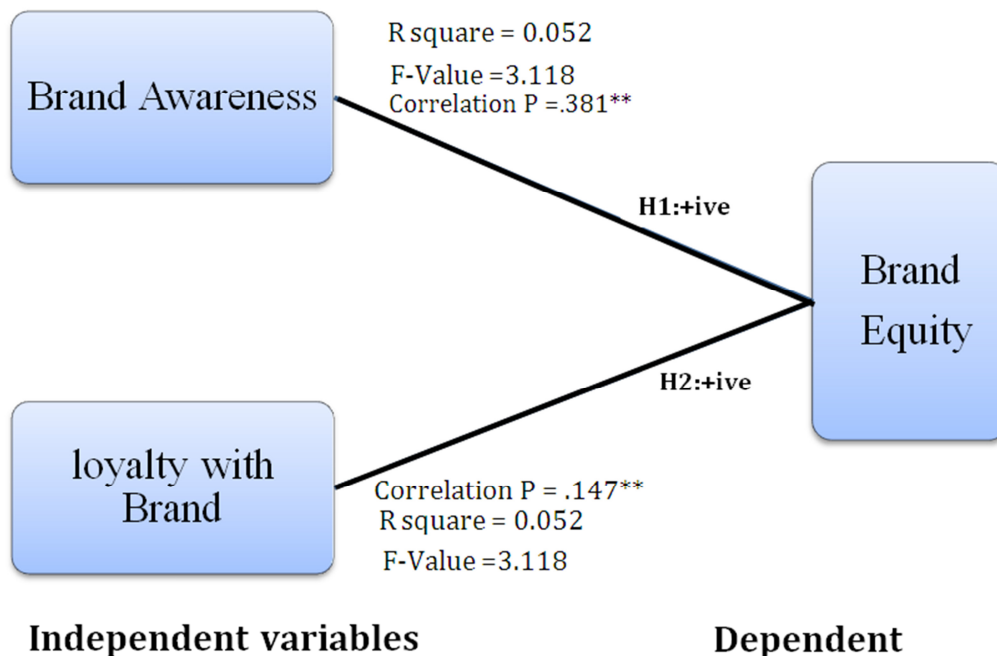 R square = 0.052
F-Value =3.118
Correlation P =.381**
Brand Awareness
H1:+ive
Brand
Equity
H2:+ive
loyalty with
Brand
Correlation P = .147**
R square = 0.052
F-Value =3.118
Independent variables
Dependent